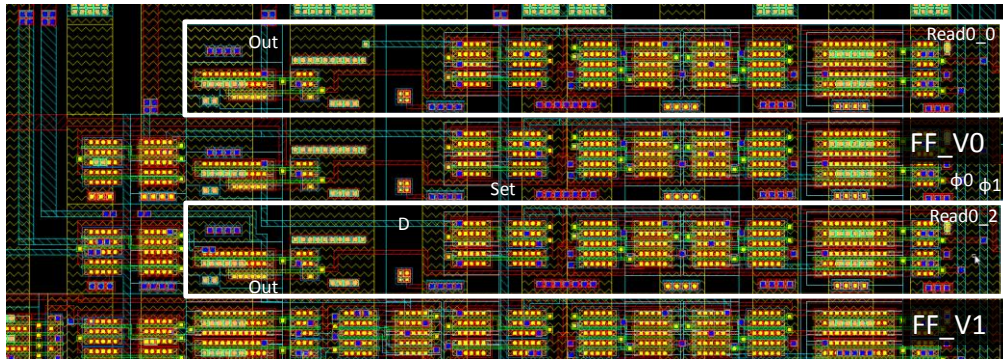 Out
Read0_0
FF_V0
Set
ϕ0
ϕ1
D
Read0_2
Out
FF_V1